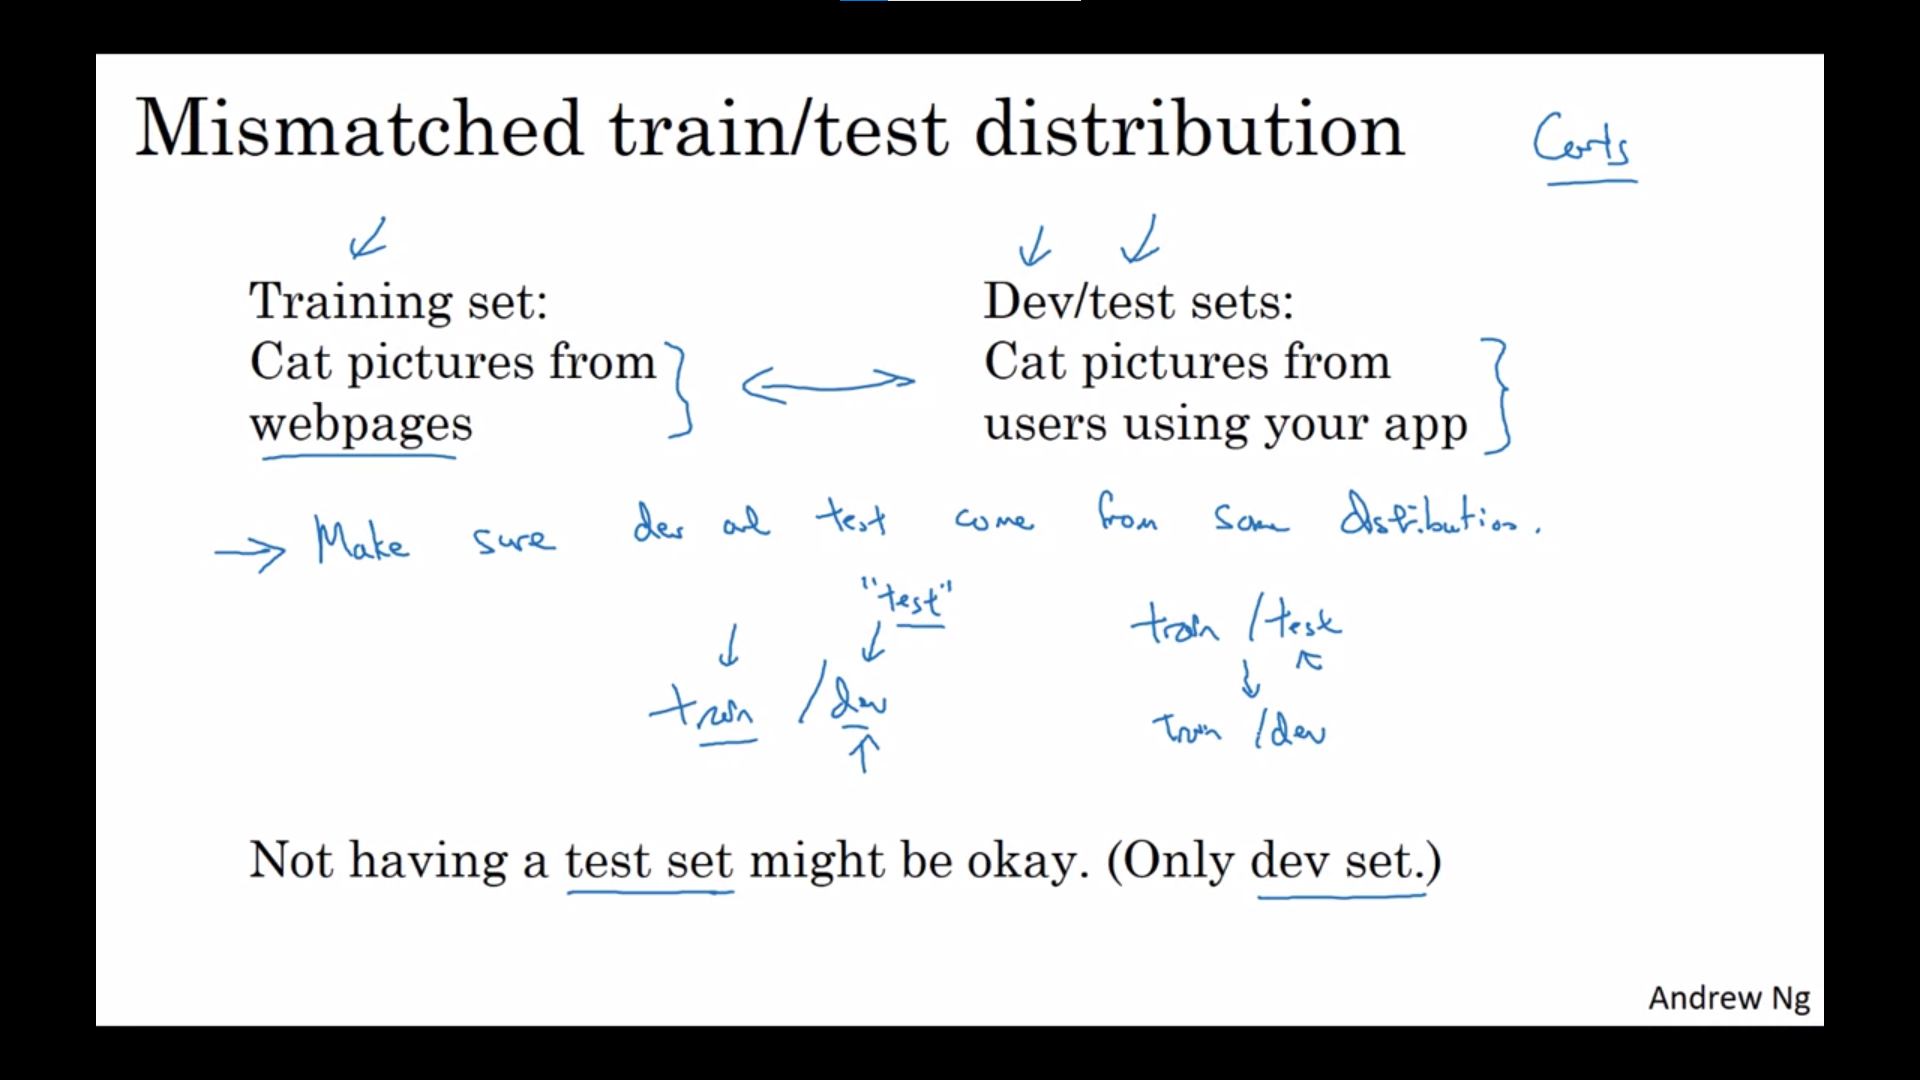 Mismatched train/test distribution
Cats
Training set:
Cat pictures from
webpages
Dev/test sets:
Cat pictures from
users using your app
→ Make sure dev and test come from same distribution.
"test"
train / dev
train / test
train / dev
Not having a test set might be okay. (Only dev set.)
Andrew Ng